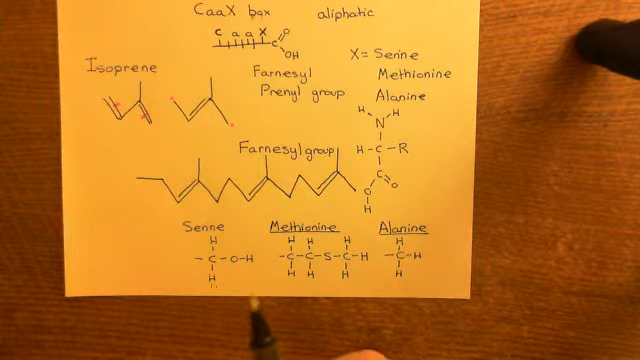 CaaX box
aliphatic
C a a X
C O
OH
X= Serine
Isoprene
Farnesyl
Methionine
Prenyl group
Alanine
H H
N
Farnesyl group
H - C - R
C O
O
H
Serine
Methionine
Alanine
H
- C - O - H
H
H H H
- C - C - S - C - H
H H H
H
- C - H
H